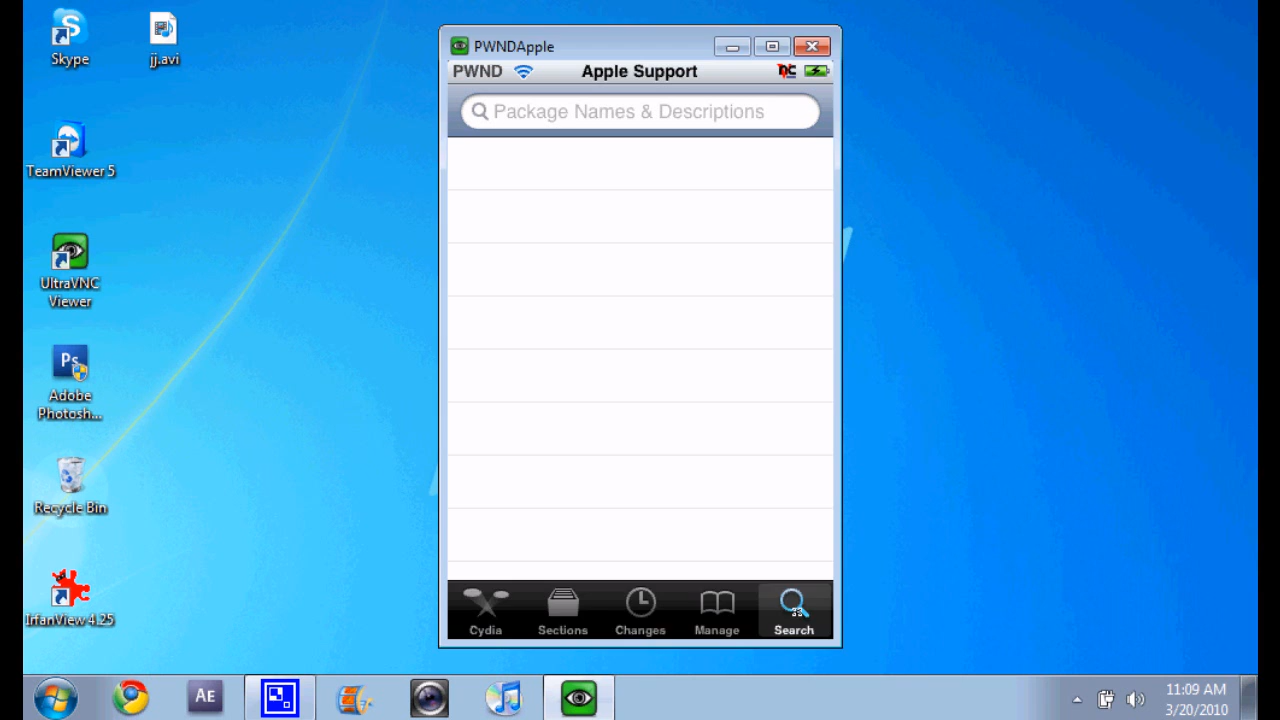 Skype
jj.avi
TeamViewer 5
UltraVNC
Viewer
Ps
Adobe
Photosh...
Recycle Bin
IrfanView 4.25
PWNDApple
PWND
Apple Support
Package Names & Descriptions
Cydia
Sections
Changes
Manage
Search
AE
11:09 AM
3/20/2010